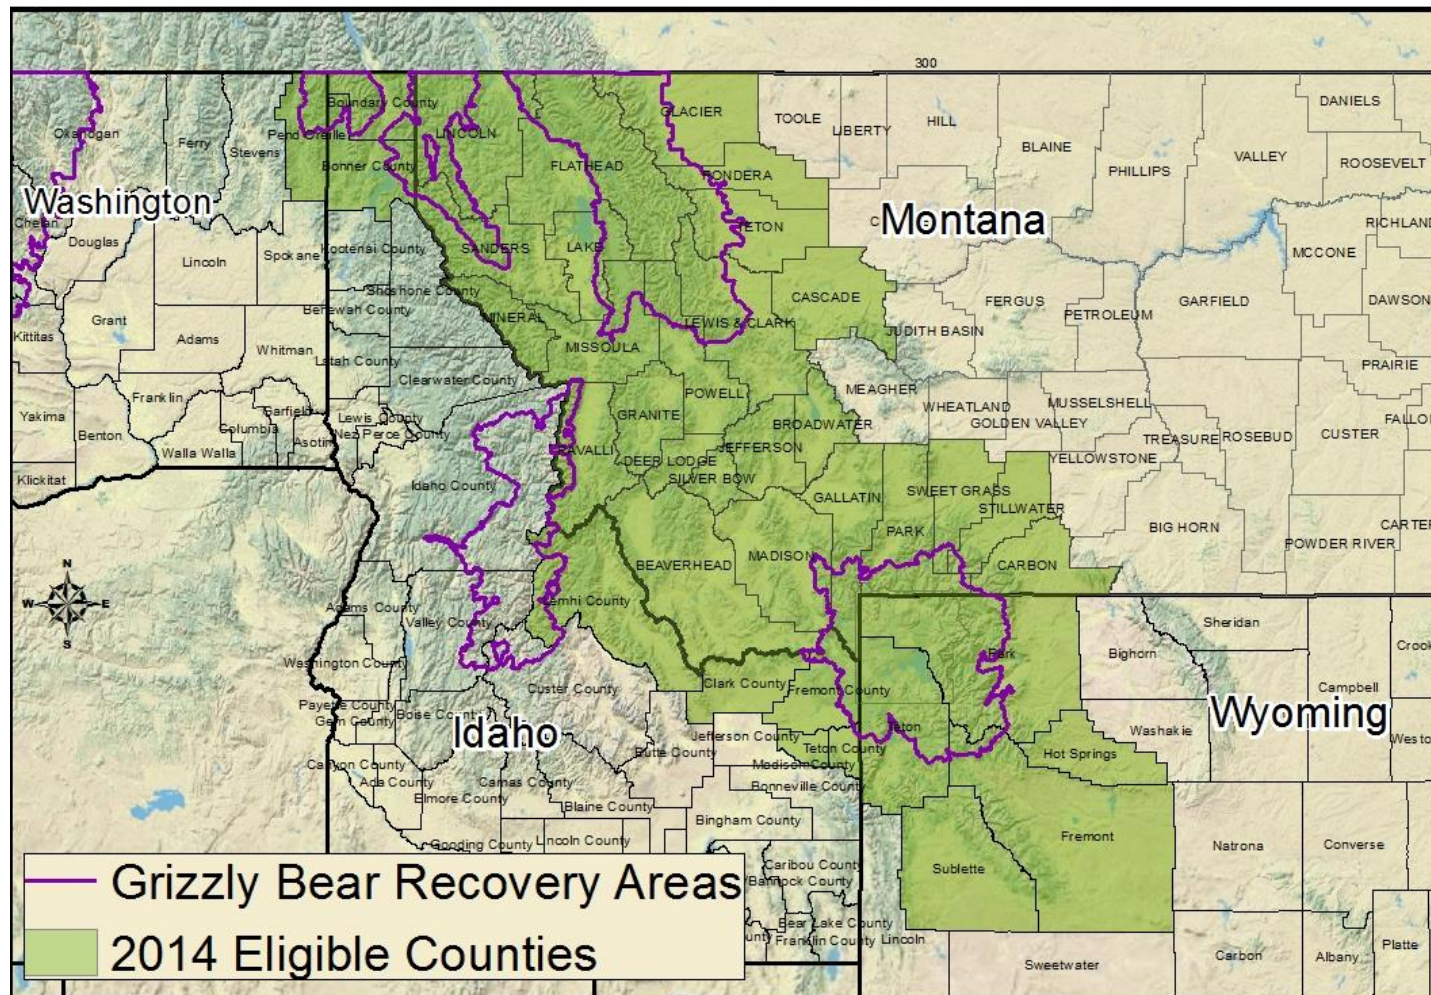 300
DANIELS
Boundary County
GLACIER
TOOLE
LIBERTY
HILL
Okanogan
Ferry
Stevens
Pend Oreille
LINCOLN
BLAINE
PHILLIPS
VALLEY
ROOSEVELT
Bonner County
FLATHEAD
PONDERA
Washington
Montana
Chelan
Douglas
TETON
RICHLAND
Kootenai County
SANDERS
LAKE
Lincoln
Spokane
MCCONE
Shoshone County
CASCADE
FERGUS
GARFIELD
DAWSON
Benewah County
MINERAL
LEWIS & CLARK
PETROLEUM
Grant
Kittitas
Adams
JUDITH BASIN
Whitman
MISSOULA
Latah County
PRAIRIE
Clearwater County
POWELL
MEAGHER
Franklin
WHEATLAND
MUSSELSHELL
Yakima
Garfield
Lewis County
GRANITE
BROADWATER
GOLDEN VALLEY
FALLON
Benton
Columbia
Asotin
Nez Perce County
TREASURE
ROSEBUD
CUSTER
Walla Walla
RAVALLI
JEFFERSON
DEER LODGE
YELLOWSTONE
Klickitat
Idaho County
SILVER BOW
GALLATIN
SWEET GRASS
STILLWATER
BIG HORN
CARTER
PARK
POWDER RIVER
BEAVERHEAD
MADISON
CARBON
N
W
E
S
Adams County
Lemhi County
Valley County
Sheridan
Crook
Bighorn
Park
Washington County
Clark County
Fremont County
Custer County
Campbell
Payette County
Gem County
Boise County
Idaho
Wyoming
Teton
Washakie
Jefferson County
Teton County
Butte County
Hot Springs
Canyon County
Ada County
Madison County
Camas County
Elmore County
Bonneville County
Blaine County
Bingham County
Gooding County
Lincoln County
Fremont
Natrona
Converse
Caribou County
Sublette
Bannock County
Bear Lake County
Franklin County
Lincoln
Carbon
Albany
Platte
Sweetwater
Grizzly Bear Recovery Areas
2014 Eligible Counties